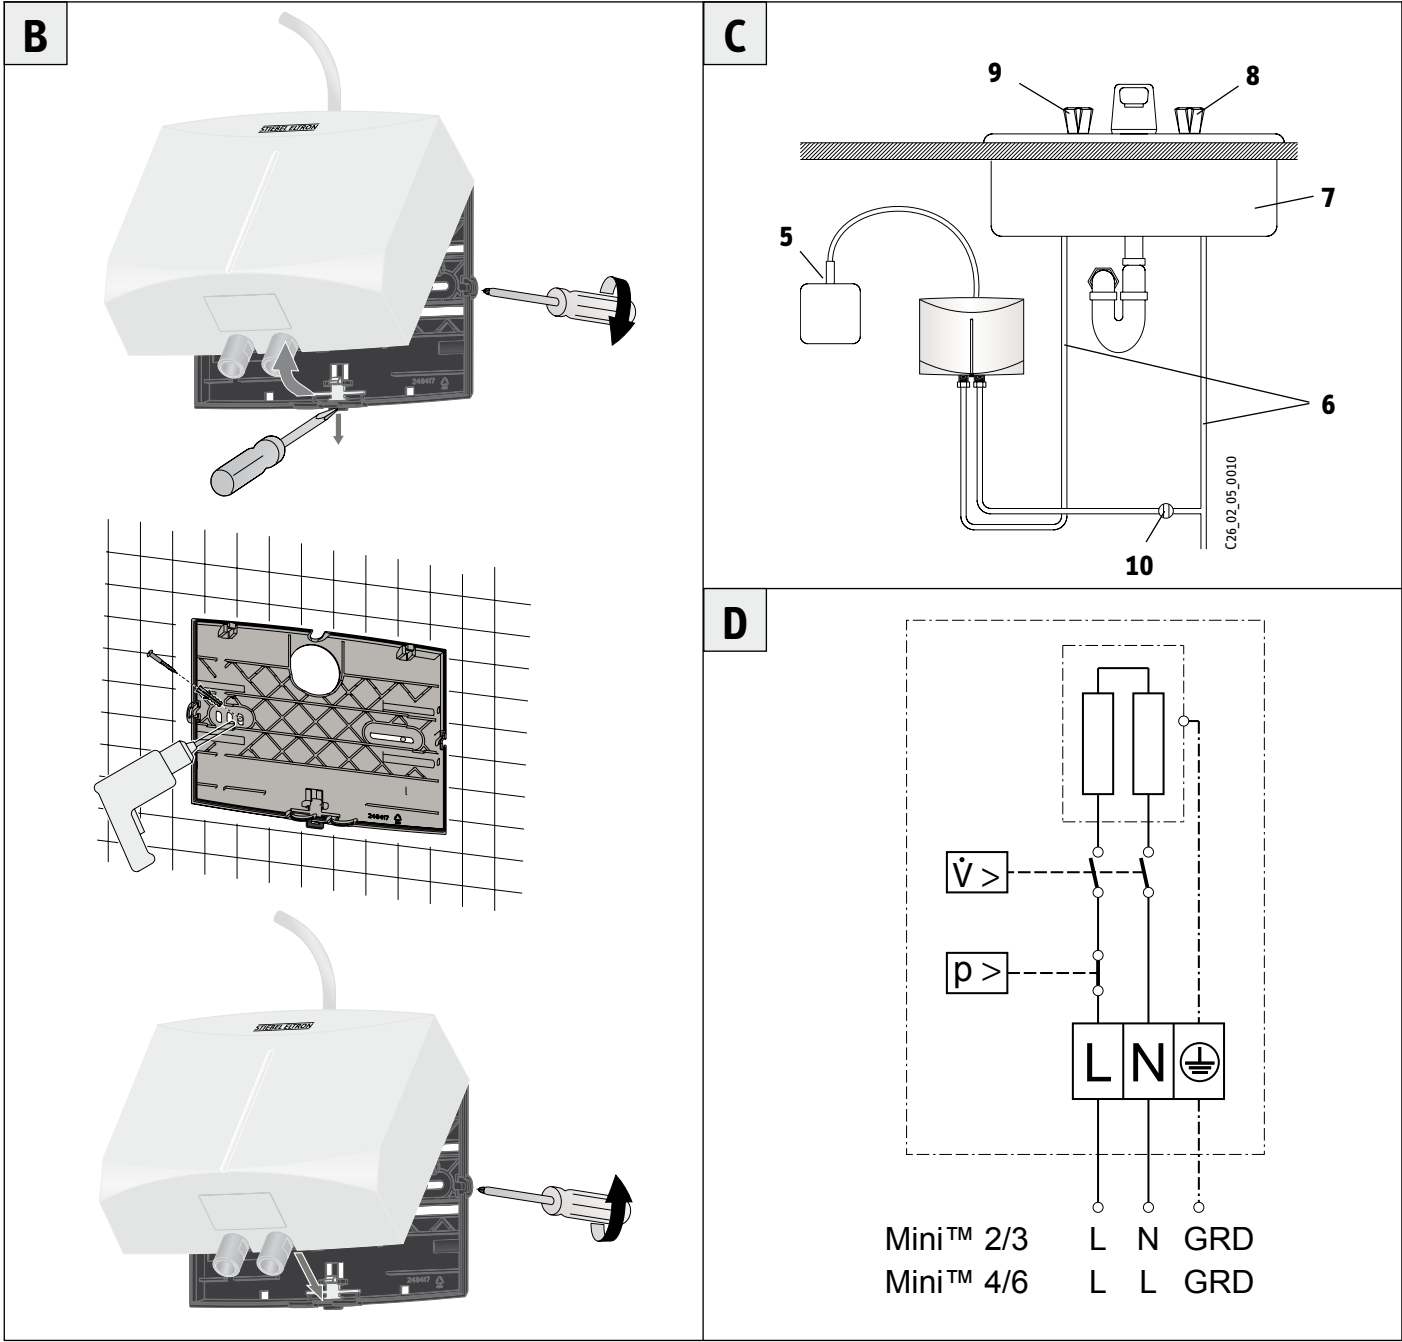 B
STIEBEL ELTRON
248417
248417
STIEBEL ELTRON
248417
C
9
8
7
5
6
10
C26_02_05_0010
D
V̇ >
p >
L N
Mini™ 2/3 L N GRD
Mini™ 4/6 L L GRD